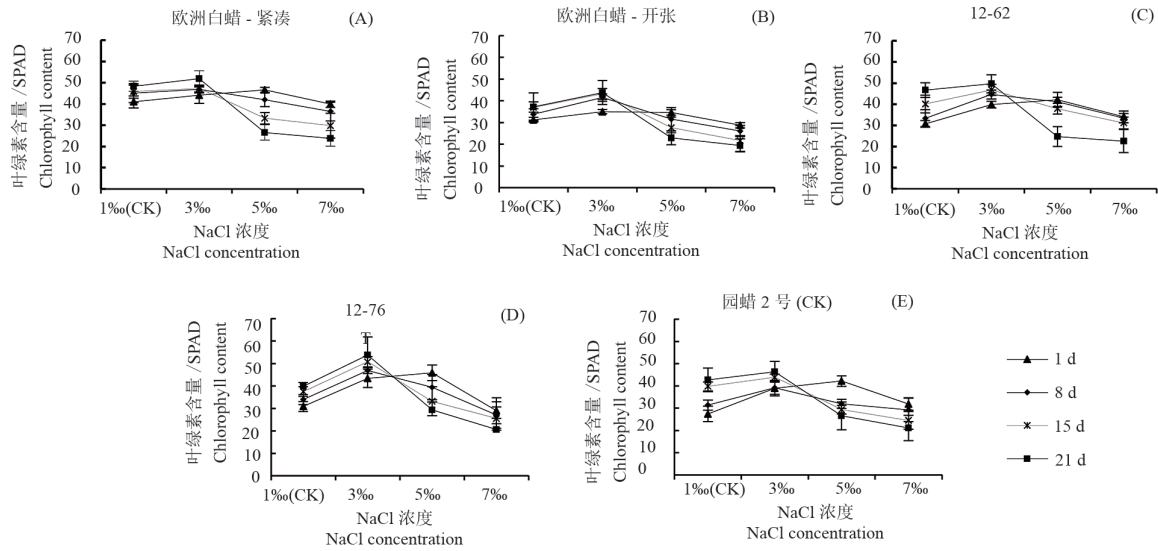 欧洲白蜡 - 紧凑
(A)
叶绿素含量 /SPAD
Chlorophyll content
70
60
50
40
30
20
10
0
1‰(CK) 3‰ 5‰ 7‰
NaCl 浓度
NaCl concentration
欧洲白蜡 - 开张
(B)
叶绿素含量 /SPAD
Chlorophyll content
70
60
50
40
30
20
10
0
1‰(CK) 3‰ 5‰ 7‰
NaCl 浓度
NaCl concentration
12-62
(C)
叶绿素含量 /SPAD
Chlorophyll content
70
60
50
40
30
20
10
0
1‰(CK) 3‰ 5‰ 7‰
NaCl 浓度
NaCl concentration
12-76
(D)
叶绿素含量 /SPAD
Chlorophyll content
70
60
50
40
30
20
10
0
1‰(CK) 3‰ 5‰ 7‰
NaCl 浓度
NaCl concentration
园蜡 2 号 (CK)
(E)
叶绿素含量 /SPAD
Chlorophyll content
70
60
50
40
30
20
10
0
1‰(CK) 3‰ 5‰ 7‰
NaCl 浓度
NaCl concentration
1 d
8 d
15 d
21 d